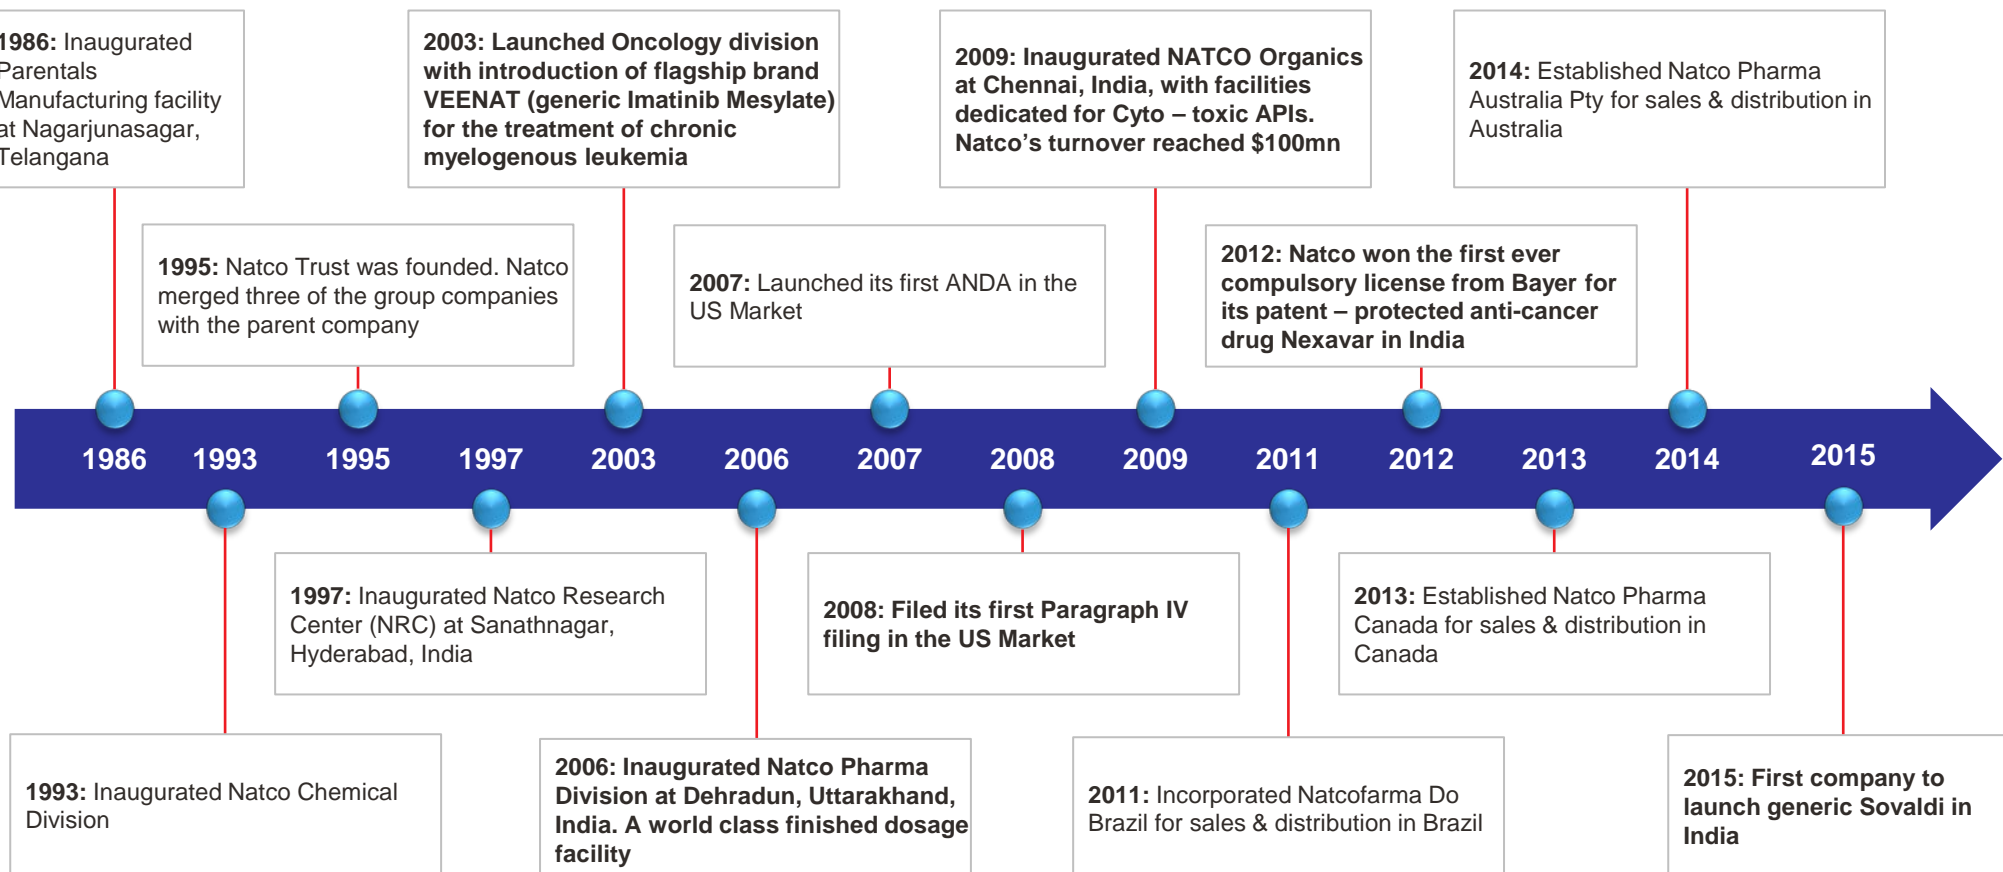 1986: Inaugurated
Parentals
Manufacturing facility
at Nagarjunasagar,
Telangana
2003: Launched Oncology division
with introduction of flagship brand
VEENAT (generic Imatinib Mesylate)
for the treatment of chronic
myelogenous leukemia
2009: Inaugurated NATCO Organics
at Chennai, India, with facilities
dedicated for Cyto – toxic APIs.
Natco’s turnover reached $100mn
2014: Established Natco Pharma
Australia Pty for sales & distribution in
Australia
1995: Natco Trust was founded. Natco
merged three of the group companies
with the parent company
2007: Launched its first ANDA in the
US Market
2012: Natco won the first ever
compulsory license from Bayer for
its patent – protected anti-cancer
drug Nexavar in India
1986 1993 1995 1997 2003 2006 2007 2008 2009 2011 2012 2013 2014 2015
1997: Inaugurated Natco Research
Center (NRC) at Sanathnagar,
Hyderabad, India
2008: Filed its first Paragraph IV
filing in the US Market
2013: Established Natco Pharma
Canada for sales & distribution in
Canada
1993: Inaugurated Natco Chemical
Division
2006: Inaugurated Natco Pharma
Division at Dehradun, Uttarakhand,
India. A world class finished dosage
facility
2011: Incorporated Natcofarma Do
Brazil for sales & distribution in Brazil
2015: First company to
launch generic Sovaldi in
India